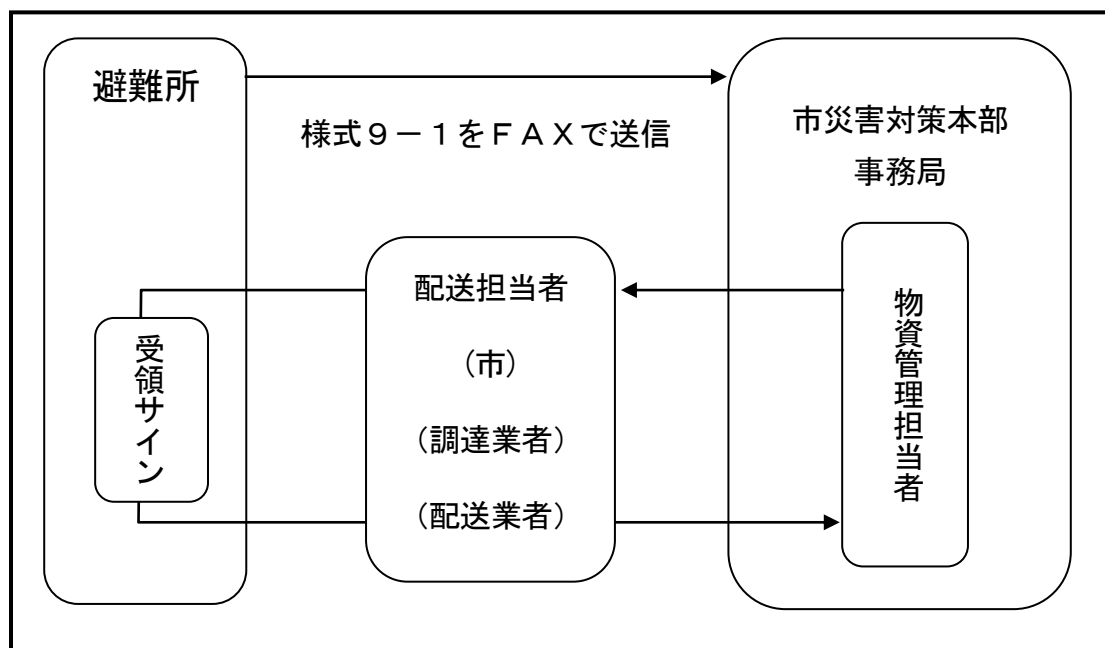 避難所
様式９－１をＦＡＸで送信
市災害対策本部
事務局
配送担当者
（市）
（調達業者）
（配送業者）
受領サイン
物資管理担当者